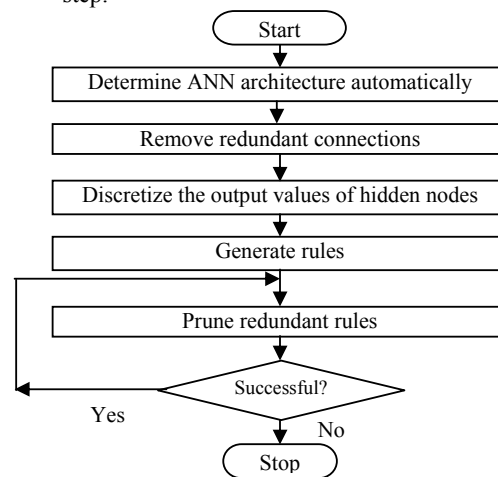 step.
Start
Determine ANN architecture automatically
Remove redundant connections
Discretize the output values of hidden nodes
Generate rules
Prune redundant rules
Successful?
Yes
No
Stop